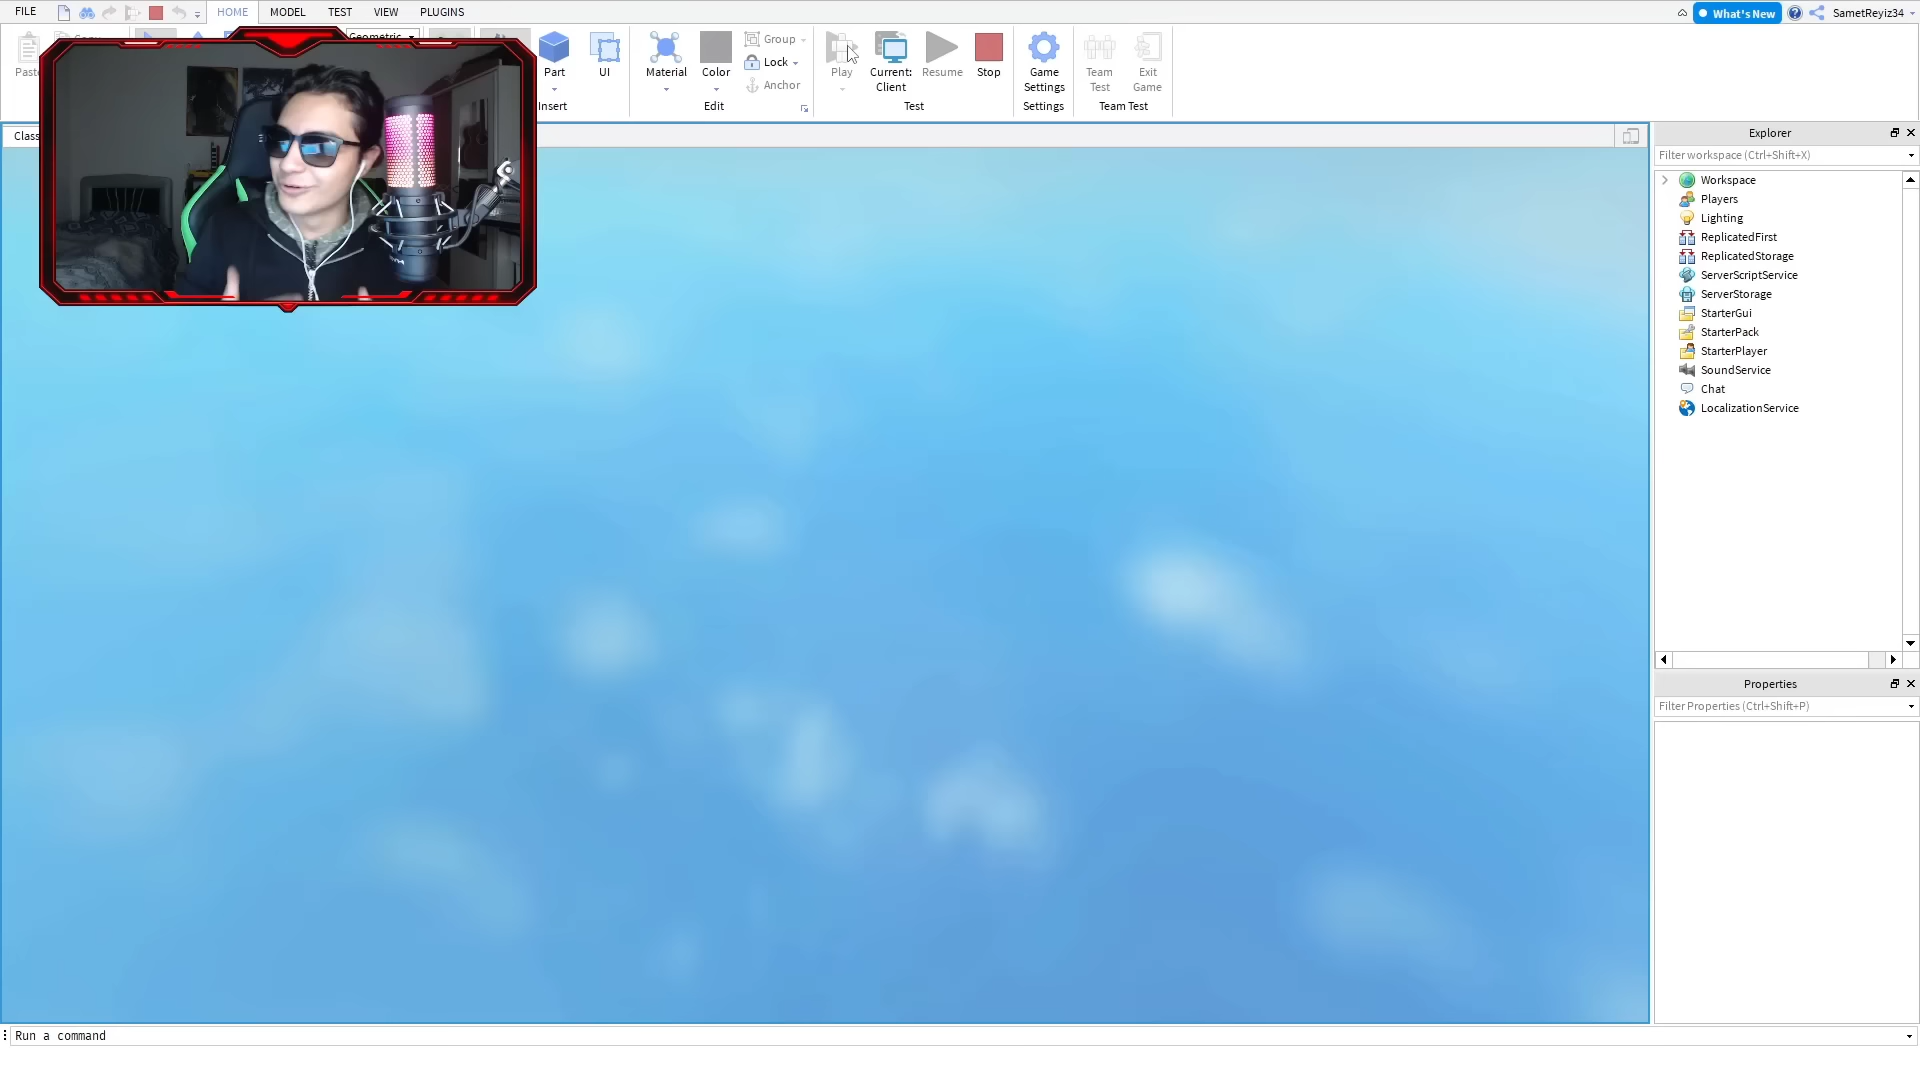 FILE
HOME
MODEL
TEST
VIEW
PLUGINS
What's New
SametReyiz34
Paste
Geometric
Part
UI
Insert
Material
Color
Group
Lock
Anchor
Edit
Play
Current:
Client
Resume
Stop
Test
Game
Settings
Settings
Team
Test
Exit
Game
Team Test
Clas
Explorer
Filter workspace (Ctrl+Shift+X)
Workspace
Players
Lighting
ReplicatedFirst
ReplicatedStorage
ServerScriptService
ServerStorage
StarterGui
StarterPack
StarterPlayer
SoundService
Chat
LocalizationService
Properties
Filter Properties (Ctrl+Shift+P)
Run a command